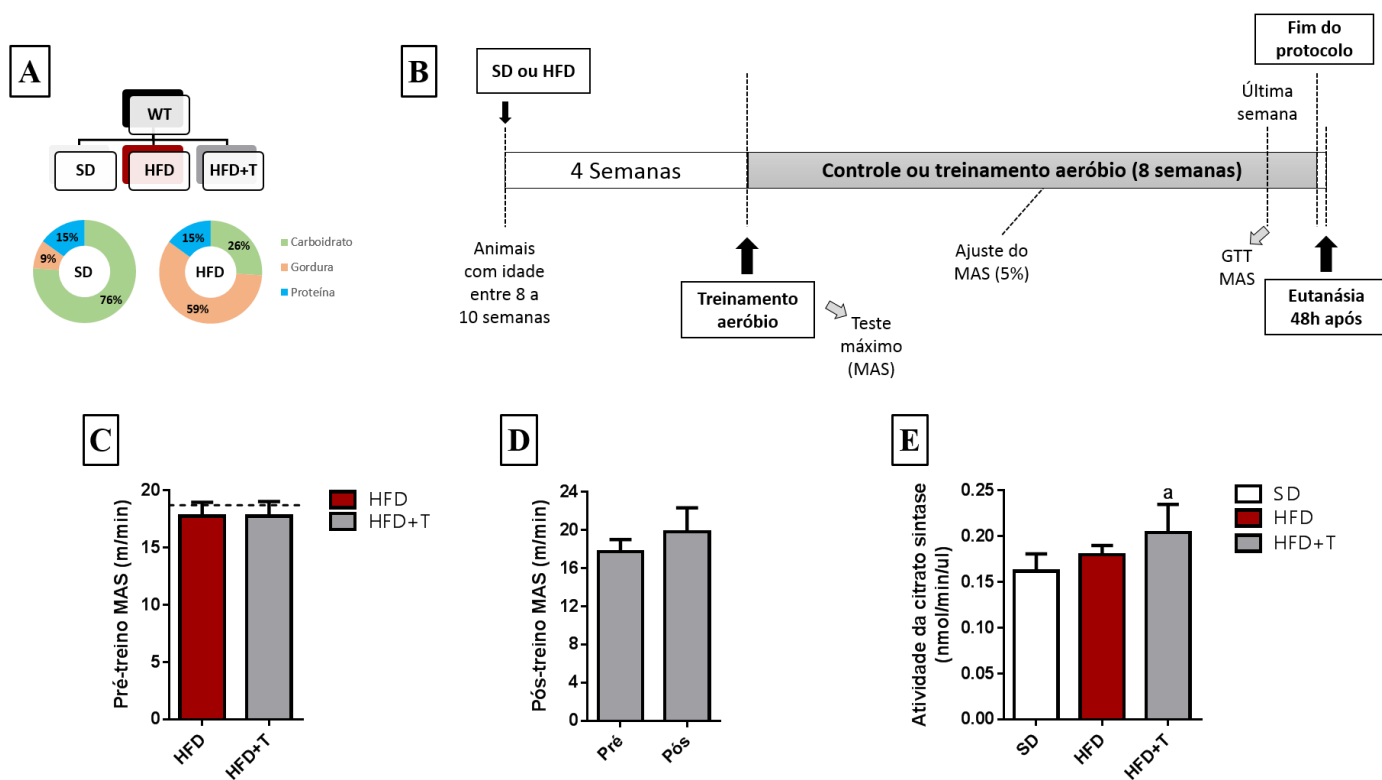 A
WT
SD
HFD
HFD+T
15%
9%
76%
SD
15%
26%
59%
HFD
Carboidrato
Gordura
Proteína
B
SD ou HFD
Fim do
protocolo
Última
semana
4 Semanas
Controle ou treinamento aeróbio (8 semanas)
Animais
com idade
entre 8 a
10 semanas
Treinamento
aeróbio
Teste
máximo
(MAS)
Ajuste do
MAS (5%)
GTT
MAS
Eutanásia
48h após
C
Pré-treino MAS (m/min)
20
15
10
5
0
HFD
HFD+T
HFD
HFD+T
D
Pós-treino MAS (m/min)
24
20
16
12
8
4
0
Pré
Pós
E
Atividade da citrato sintase
(nmol/min/ul)
0.25
0.20
0.15
0.10
0.05
0.00
a
SD
HFD
HFD+T
SD
HFD
HFD+T